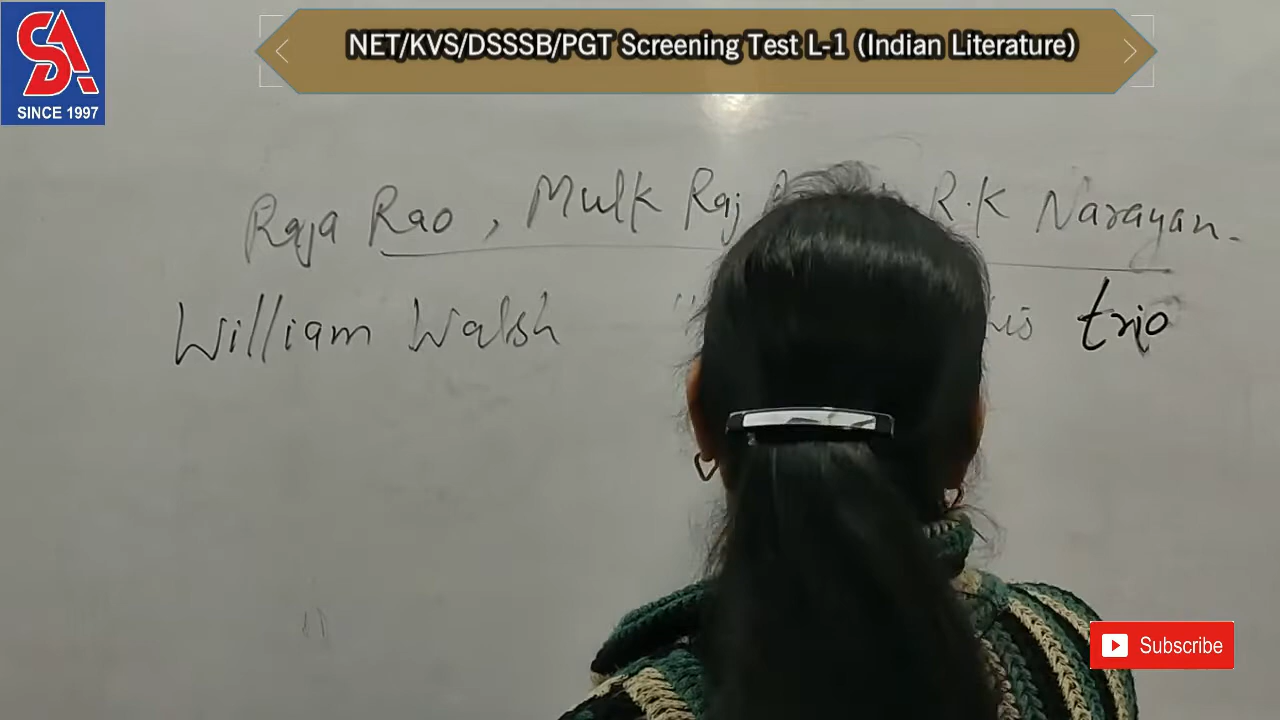 SA
SINCE 1997
NET/KVS/DSSSB/PGT Screening Test L-1 (Indian Literature)
Raja Rao, Mulk Raj R.K Narayan.
William Walsh " trio
Subscribe